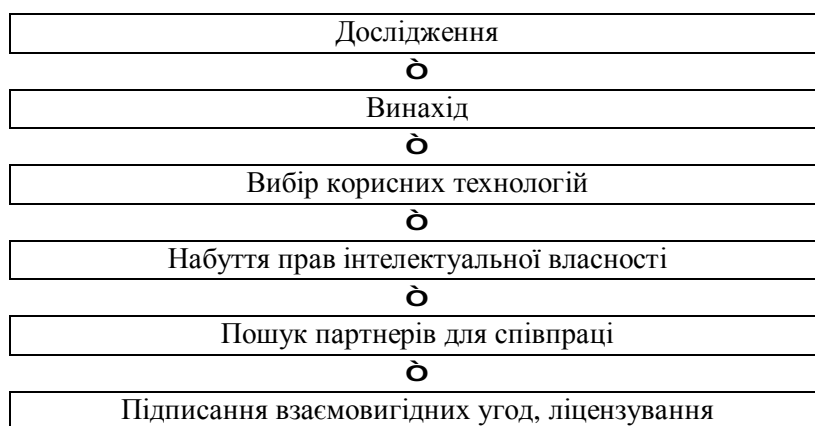 Дослідження
Ò
Винахід
Ò
Вибір корисних технологій
Ò
Набуття прав інтелектуальної власності
Ò
Пошук партнерів для співпраці
Ò
Підписання взаємовигідних угод, ліцензування